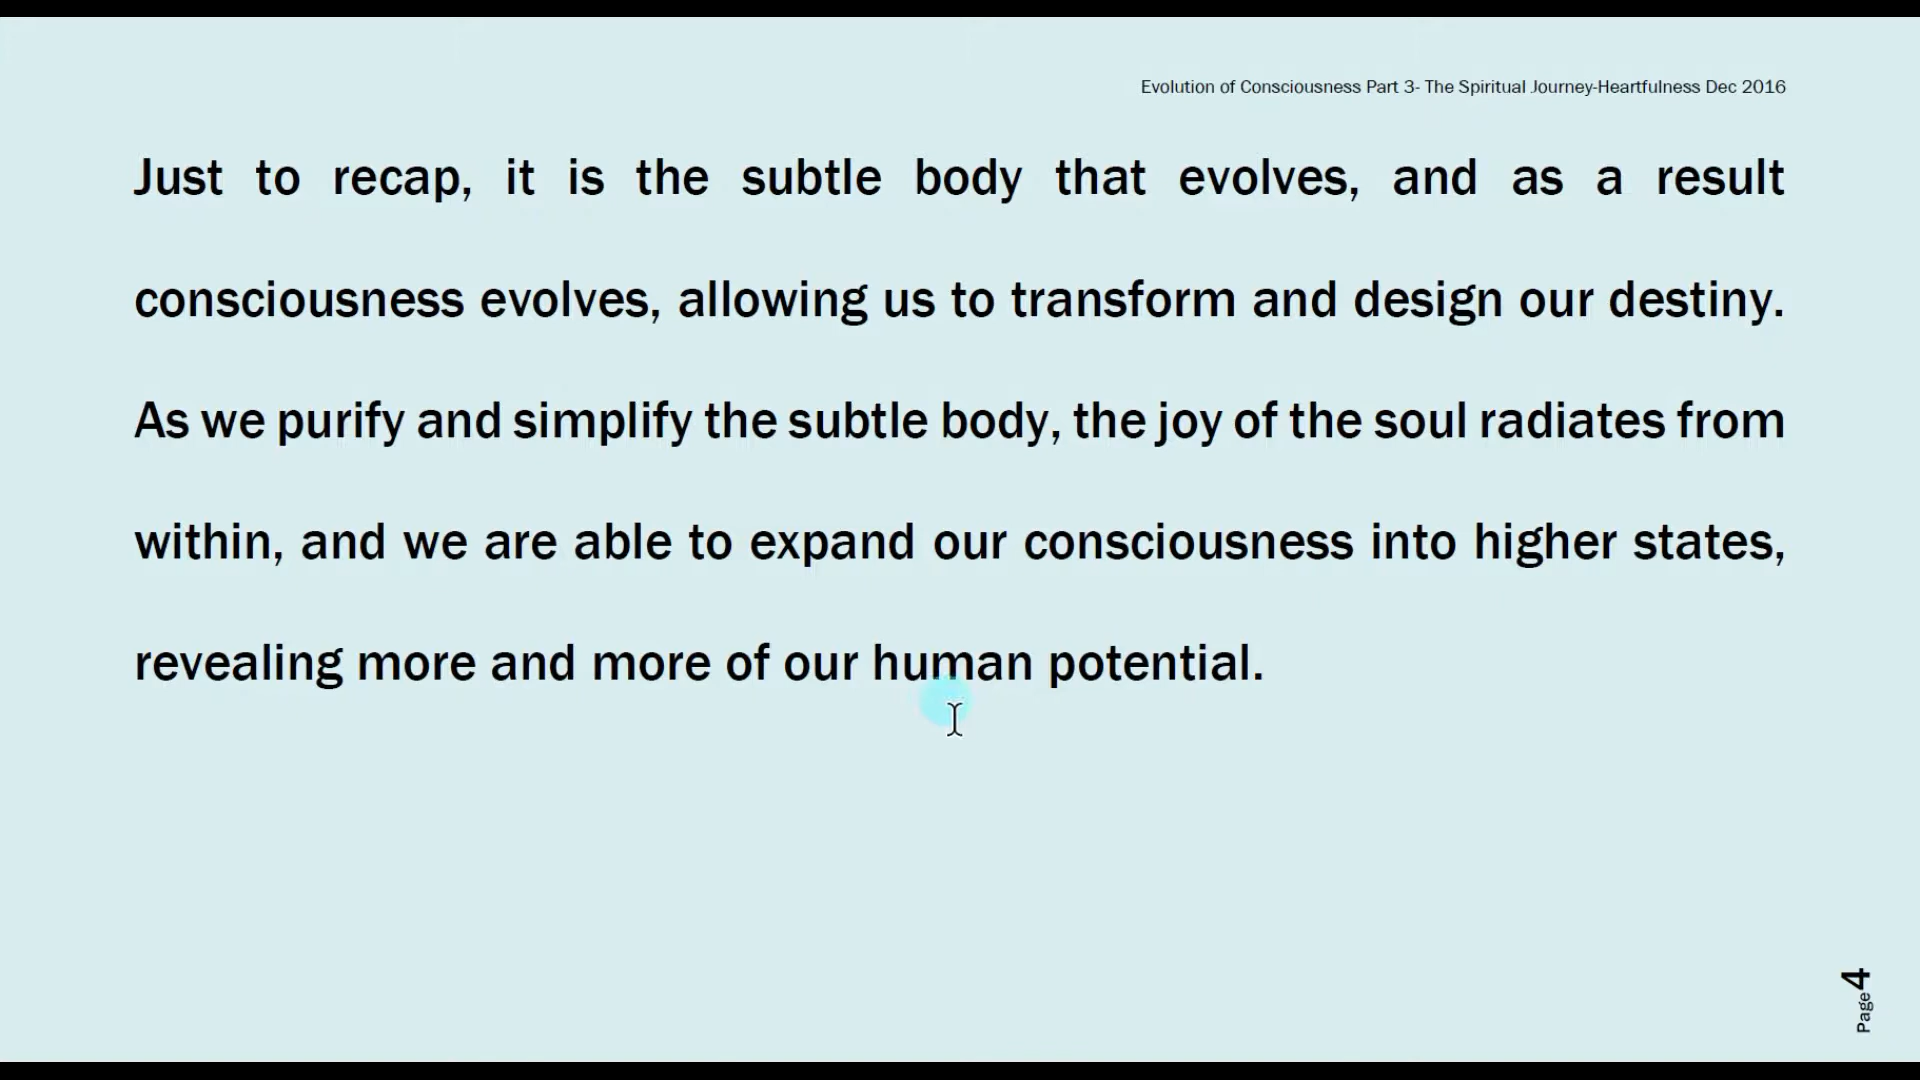 Evolution of Consciousness Part 3- The Spiritual Journey-Heartfulness Dec 2016
Just to recap, it is the subtle body that evolves, and as a result
consciousness evolves, allowing us to transform and design our destiny.
As we purify and simplify the subtle body, the joy of the soul radiates from
within, and we are able to expand our consciousness into higher states,
revealing more and more of our human potential.
Page 4